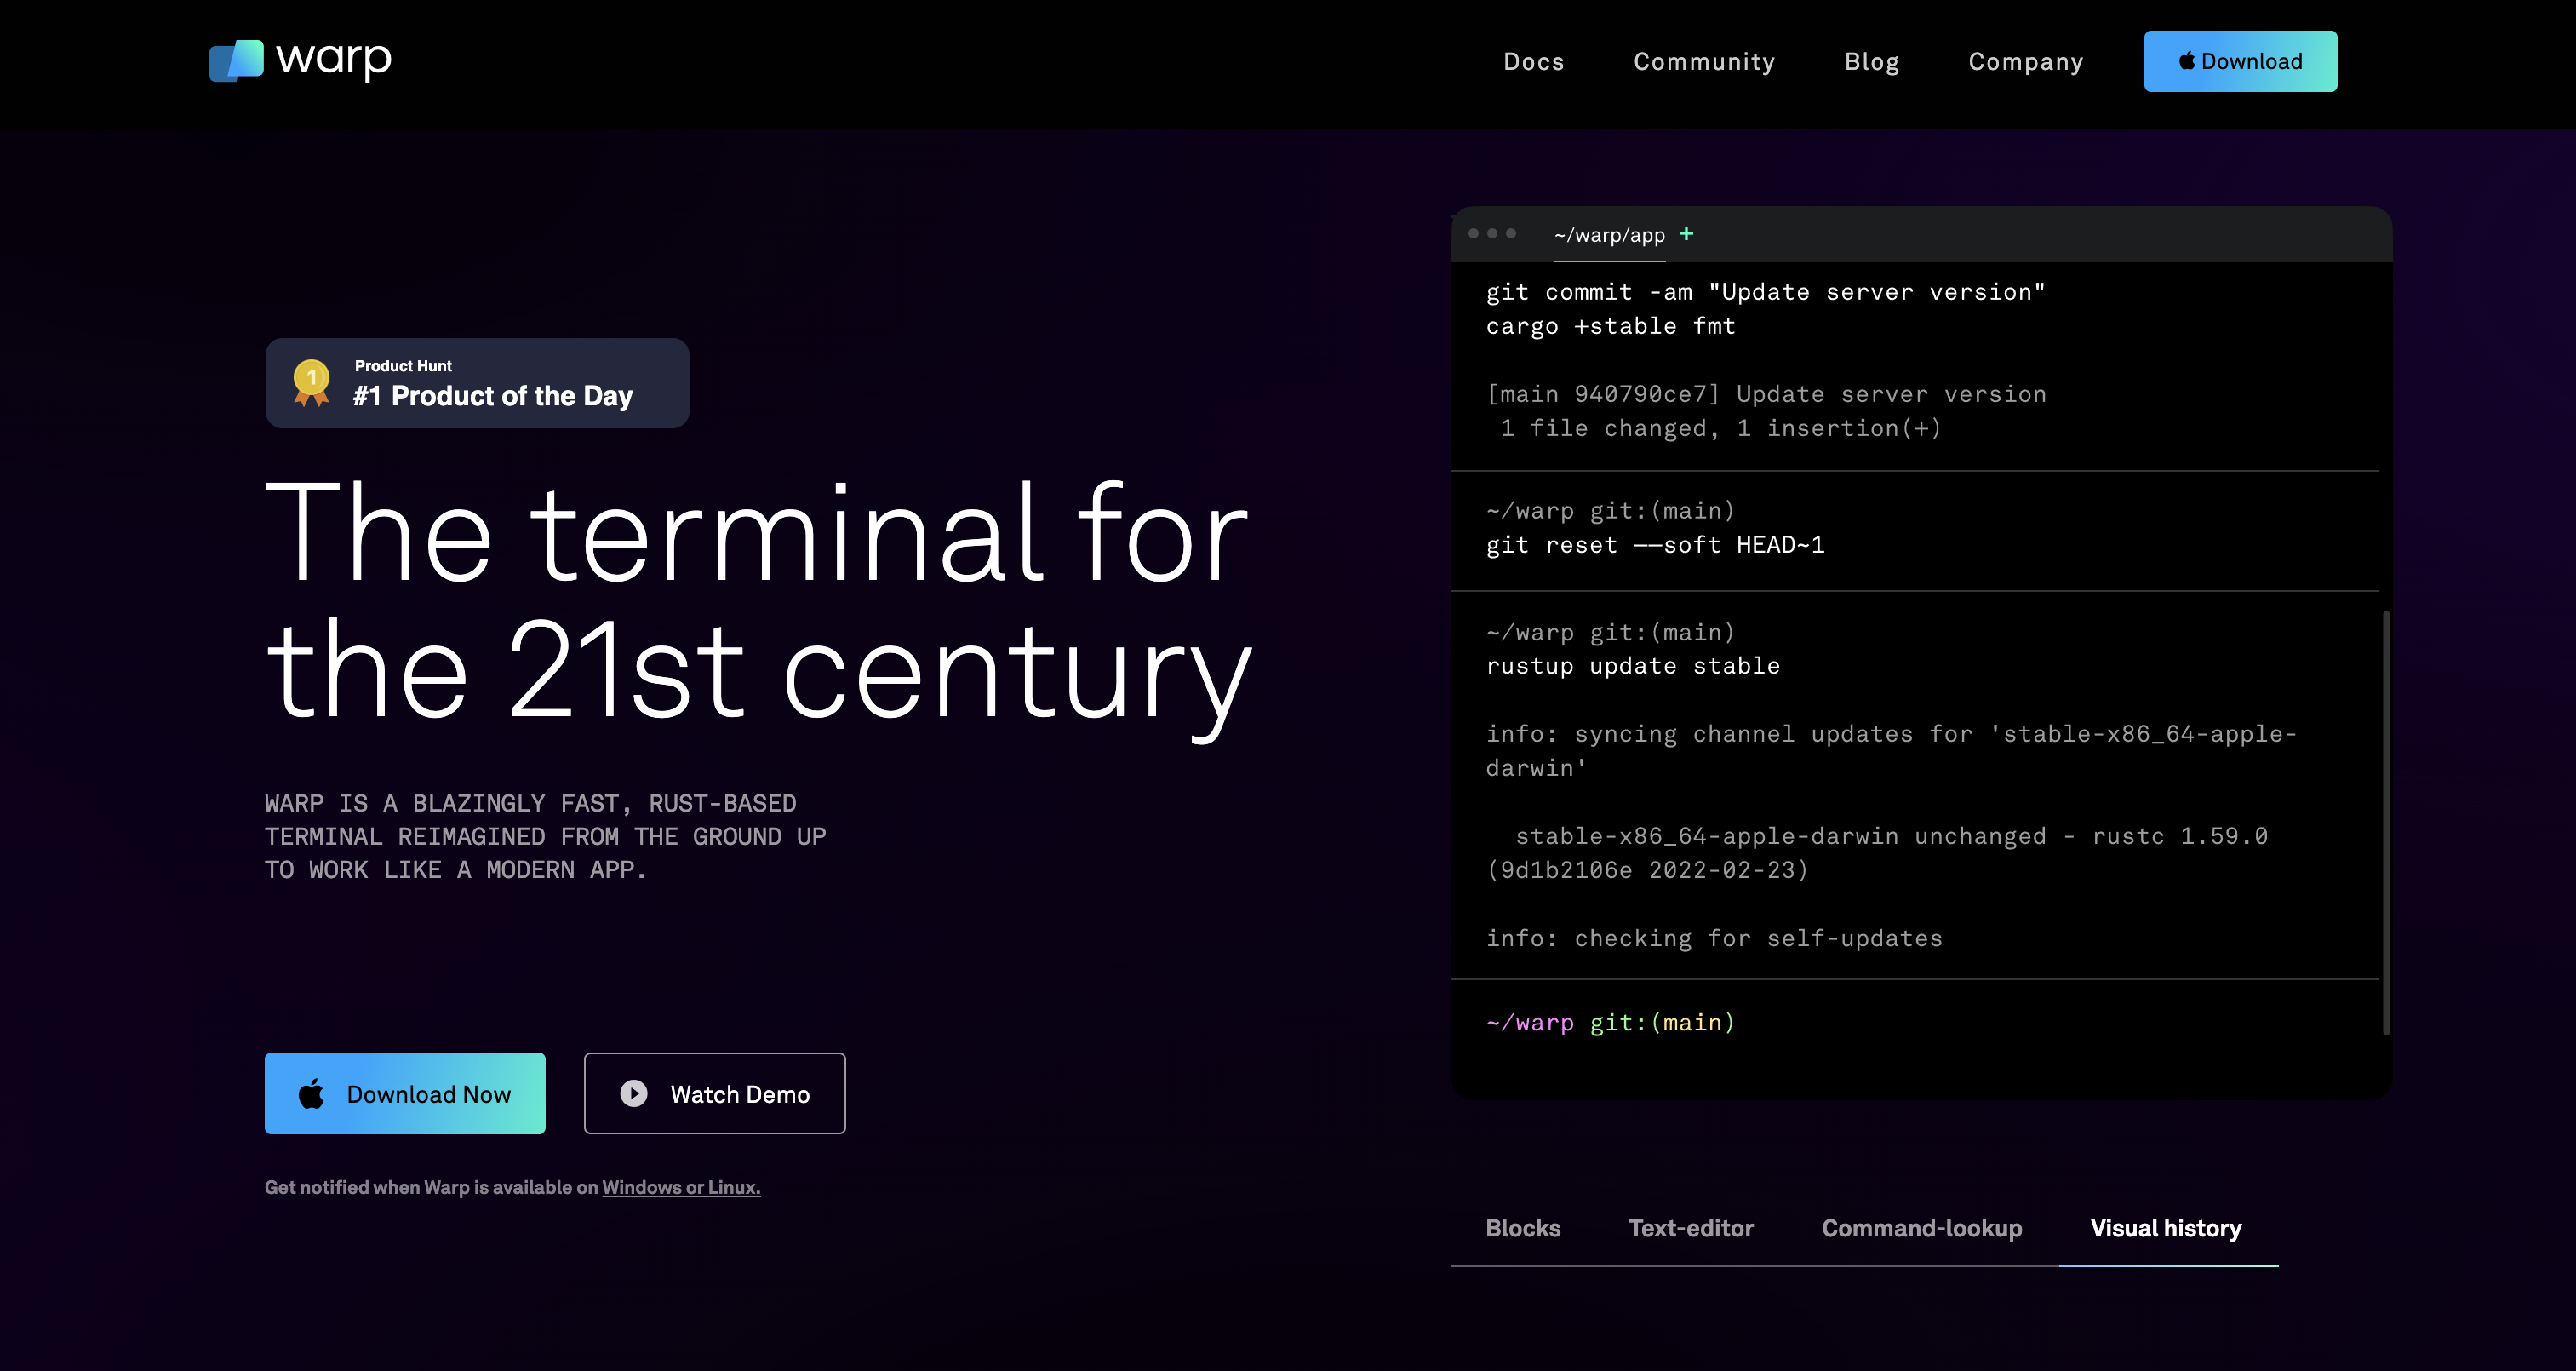 warp
Docs
Community
Blog
Company
Download
1
Product Hunt
#1 Product of the Day
The terminal for
the 21st century
WARP IS A BLAZINGLY FAST, RUST-BASED
TERMINAL REIMAGINED FROM THE GROUND UP
TO WORK LIKE A MODERN APP.
Download Now
Watch Demo
Get notified when Warp is available on Windows or Linux.
~/warp/app +
git commit -am "Update server version"
cargo +stable fmt
[main 940790ce7] Update server version
1 file changed, 1 insertion(+)
~/warp git:(main)
git reset --soft HEAD~1
~/warp git:(main)
rustup update stable
info: syncing channel updates for 'stable-x86_64-apple-
darwin'
stable-x86_64-apple-darwin unchanged - rustc 1.59.0
(9d1b2106e 2022-02-23)
info: checking for self-updates
~/warp git:(main)
Blocks
Text-editor
Command-lookup
Visual history